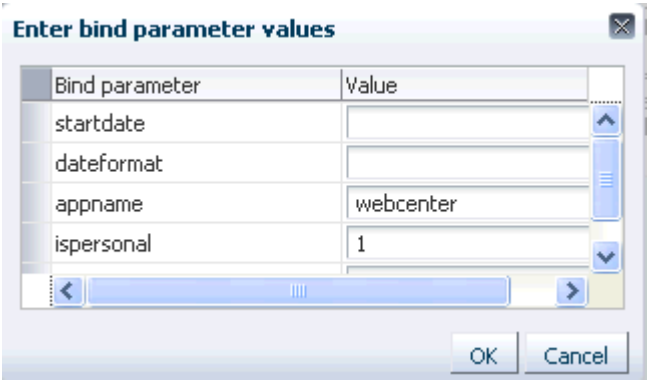 Enter bind parameter values
Bind parameter Value
startdate
dateformat
appname webcenter
ispersonal 1
OK Cancel